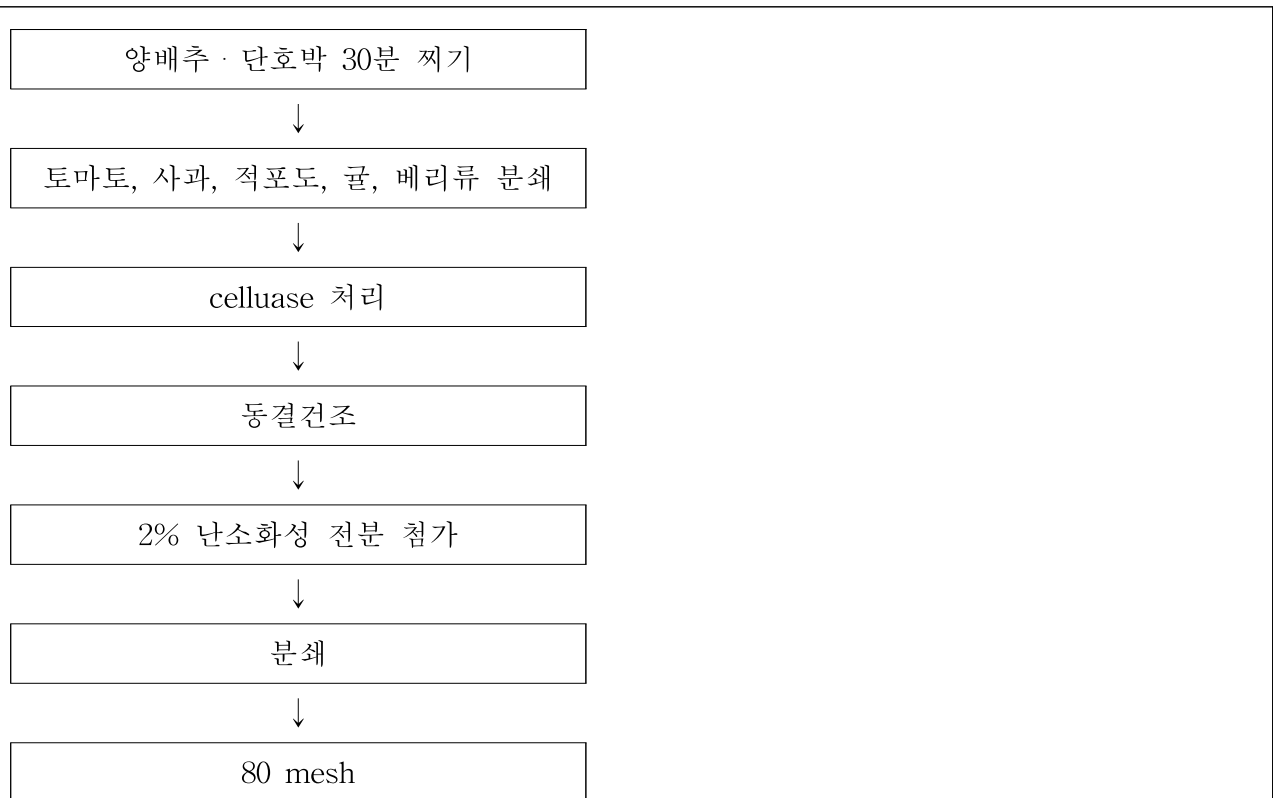 양배추 · 단호박 30분 찌기
↓
토마토, 사과, 적포도, 귤, 베리류 분쇄
↓
celluase 처리
↓
동결건조
↓
2% 난소화성 전분 첨가
↓
분쇄
↓
80 mesh